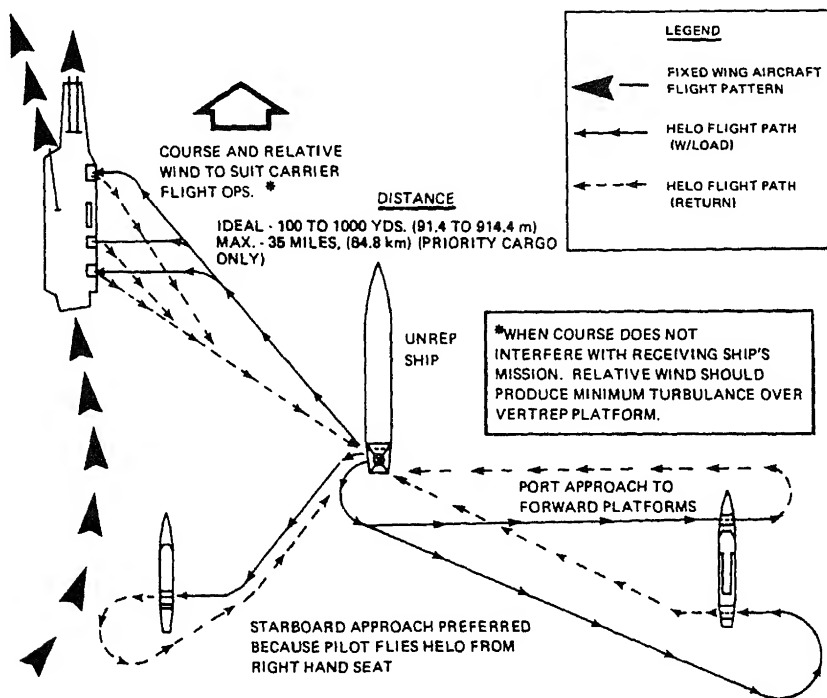 LEGEND
FIXED WING AIRCRAFT
FLIGHT PATTERN
HELO FLIGHT PATH
(W/LOAD)
HELO FLIGHT PATH
(RETURN)
COURSE AND RELATIVE
WIND TO SUIT CARRIER
FLIGHT OPS. *
DISTANCE
IDEAL - 100 TO 1000 YDS. (91.4 TO 914.4 m)
MAX. - 35 MILES, (64.8 km) (PRIORITY CARGO
ONLY)
UNREP
SHIP
*WHEN COURSE DOES NOT
INTERFERE WITH RECEIVING SHIP'S
MISSION. RELATIVE WIND SHOULD
PRODUCE MINIMUM TURBULANCE OVER
VERTREP PLATFORM.
PORT APPROACH TO
FORWARD PLATFORMS
STARBOARD APPROACH PREFERRED
BECAUSE PILOT FLIES HELO FROM
RIGHT HAND SEAT